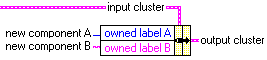 input cluster
new component A owned label A
new component B owned label B
output cluster